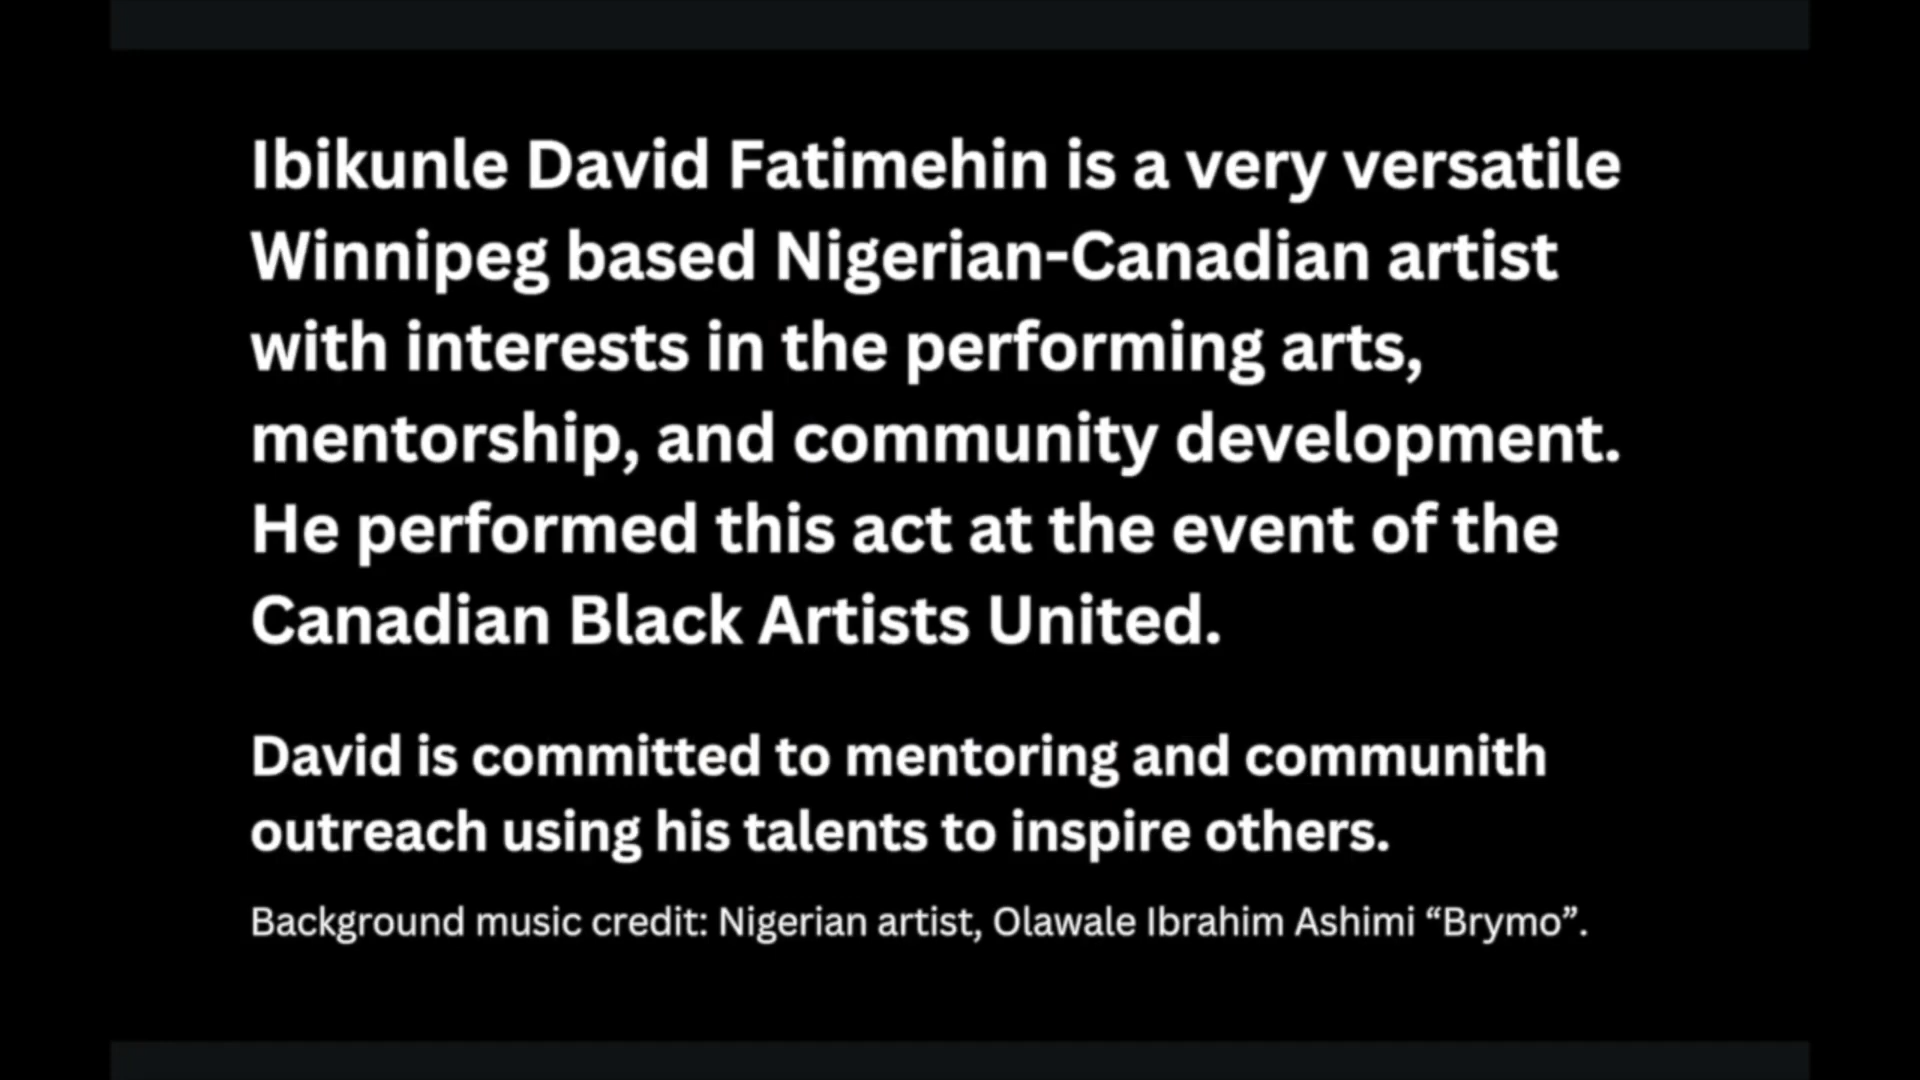 Ibikunle David Fatimehin is a very versatile
Winnipeg based Nigerian-Canadian artist
with interests in the performing arts,
mentorship, and community development.
He performed this act at the event of the
Canadian Black Artists United.
David is committed to mentoring and communith
outreach using his talents to inspire others.
Background music credit: Nigerian artist, Olawale Ibrahim Ashimi “Brymo”.